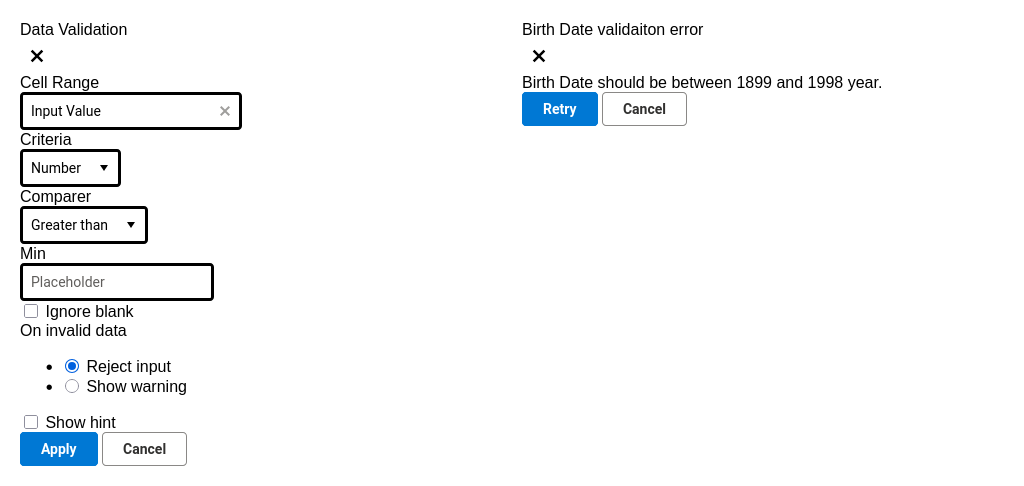 Data Validation
Cell Range
Input Value
Criteria
Number
Comparer
Greater than
Min
Placeholder
Ignore blank
On invalid data
Reject input
Show warning
Show hint
Apply Cancel
Birth Date validaiton error
Birth Date should be between 1899 and 1998 year.
Retry Cancel